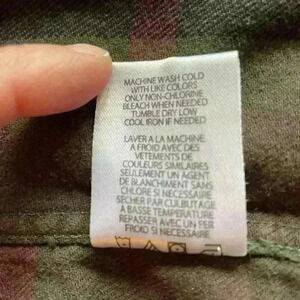 MACHINE WASH COLD
WITH LIKE COLORS
ONLY NON-CHLORINE
BLEACH WHEN NEEDED
TUMBLE DRY LOW
COOL IRON IF NEEDED
LAVER A LA MACHINE
A FROID AVEC DES
VETEMENTS DE
COULEURS SIMILAIRES
SEULEMENT UN AGENT
DE BLANCHIMENT SANS
CHLORE SI NECESSAIRE
SECHER PAR CULBUTAGE
A BASSE TEMPERATURE
REPASSER AVEC UN FER
FROID SI NECESSAIRE